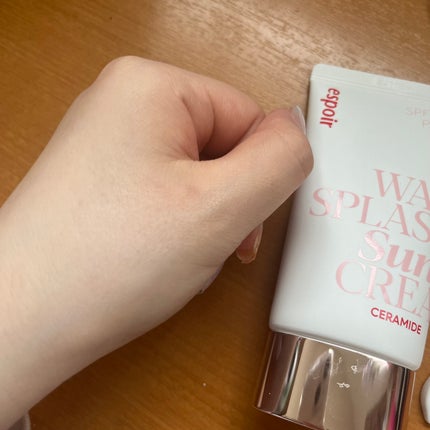 espoir
SPF
WA
SPLAS
Sun
CREA
CERAMIDE